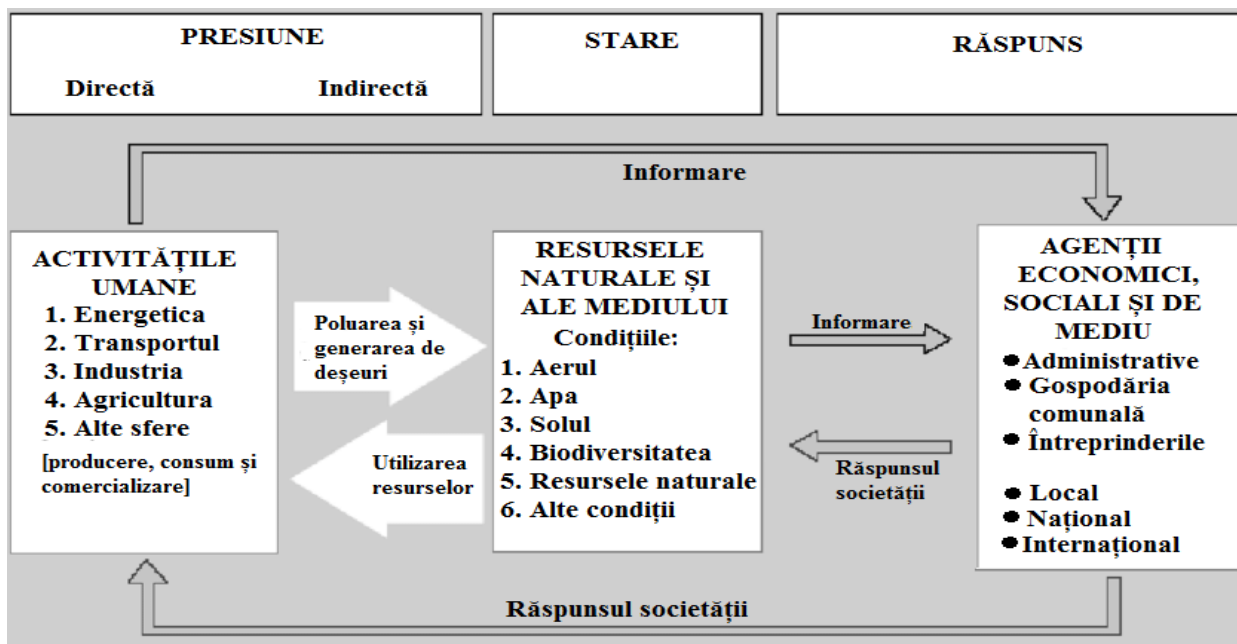 PRESIUNE
Directă Indirectă
STARE
RĂSPUNS
Informare
ACTIVITĂȚILE
UMANE
1. Energetica
2. Transportul
3. Industria
4. Agricultura
5. Alte sfere
[producere, consum și
comercializare]
Poluarea și
generarea de
deșeuri
Utilizarea
resurselor
RESURSELE
NATURALE ȘI
ALE MEDIULUI
Condițiile:
1. Aerul
2. Apa
3. Solul
4. Biodiversitatea
5. Resursele naturale
6. Alte condiții
Informare
Răspunsul
societății
AGENȚII
ECONOMICI,
SOCIALI ȘI DE
MEDIU
● Administrative
● Gospodăria
comunală
● Întreprinderile
● Local
● Național
● Internațional
Răspunsul societății